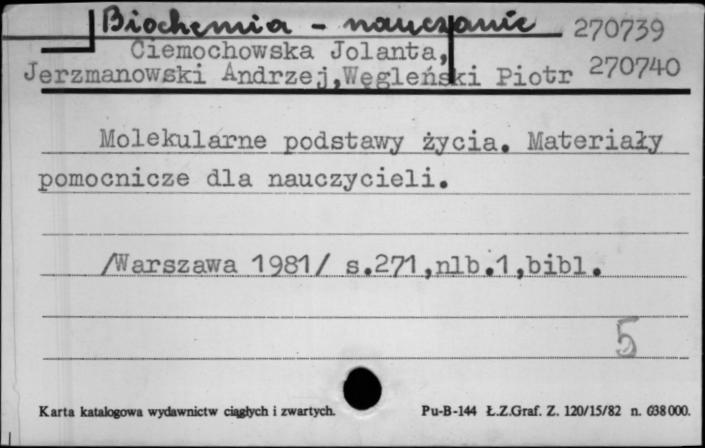 Biochemia - nauczanie 270739
Ciemochowska Jolanta,
Jerzmanowski Andrzej,Węgleński Piotr 270740
Molekularne podstawy życia. Materiały
pomocnicze dla nauczycieli.
/Warszawa 1981/ s.271,nlb.1,bibl.
5
Karta katalogowa wydawnictw ciągłych i zwartych. Pu-B-144 Ł.Z.Graf. Z. 120/15/82 n. 638000.